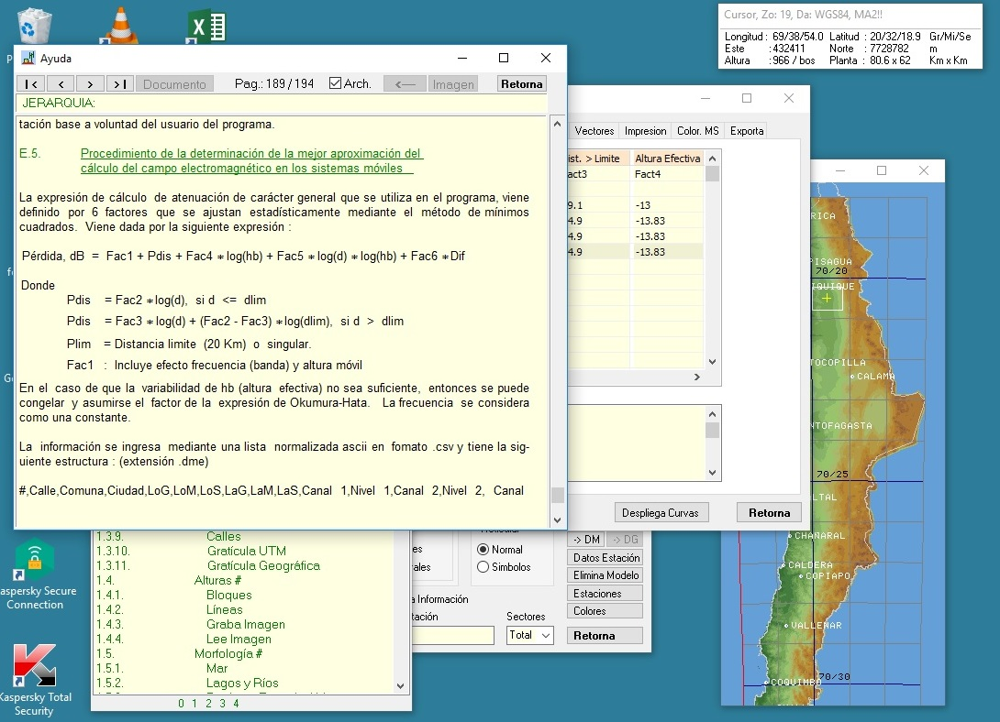 Ayuda
|< < > >| Documento Pag.: 189 / 194 Arch. <---- Imagen Retorna
JERARQUIA:
tación base a voluntad del usuario del programa.
E.5. Procedimiento de la determinación de la mejor aproximación del
cálculo del campo electromagnético en los sistemas móviles
La expresión de cálculo de atenuación de carácter general que se utiliza en el programa, viene
definido por 6 factores que se ajustan estadísticamente mediante el método de mínimos
cuadrados. Viene dada por la siguiente expresión :
Pérdida, dB = Fac1 + Pdis + Fac4 * log(hb) + Fac5 * log(d) * log(hb) + Fac6 * Dif
Donde
Pdis = Fac2 * log(d), si d <= dlim
Pdis = Fac3 * log(d) + (Fac2 - Fac3) * log(dlim), si d > dlim
Plim = Distancia limite (20 Km) o singular.
Fac1 : Incluye efecto frecuencia (banda) y altura móvil
En el caso de que la variabilidad de hb (altura efectiva) no sea suficiente, entonces se puede
congelar y asumirse el factor de la expresión de Okumura-Hata. La frecuencia se considera
como una constante.
La información se ingresa mediante una lista normalizada ascii en fomato .csv y tiene la sig-
uiente estructura : (extensión .dme)
#,Calle,Comuna,Ciudad,LoG,LoM,LoS,LaG,LaM,LaS,Canal 1,Nivel 1,Canal 2,Nivel 2, Canal
Cursor, Zo: 19, Da: WGS84, MA2!!
Longitud : 69/38/54.0 Latitud : 20/32/18.9 Gr/Mi/Se
Este : 432411 Norte : 7728782 m
Altura : 966 / bos Planta : 80.6 x 62 Km x Km
Vectores Impresion Color. MS Exporta
ist. > Limite Altura Efectiva
act3 Fact4
9.1 -13
4.9 -13.83
4.9 -13.83
4.9 -13.83
Despliega Curvas Retorna
RICA
PISAGUA
70/20
IQUIQUE
TOCOPILLA
CALAMA
NTOFAGASTA
70/25
LTAL
CHANARAL
CALDERA
COPIAPO
VALLENAR
70/30
COQUIMBO
1.3.9. Calles
1.3.10. Gratícula UTM
1.3.11. Gratícula Geográfica
1.4. Alturas #
1.4.1. Bloques
1.4.2. Líneas
1.4.3. Graba Imagen
1.4.4. Lee Imagen
1.5. Morfología #
1.5.1. Mar
1.5.2. Lagos y Ríos
0 1 2 3 4
es
rales
Normal
Simbolos
a Información
tación
Sectores
Total
-> DM -> DG
Datos Estación
Elimina Modelo
Estaciones
Colores
Retorna
aspersky Secure
Connection
Kaspersky Total
Security